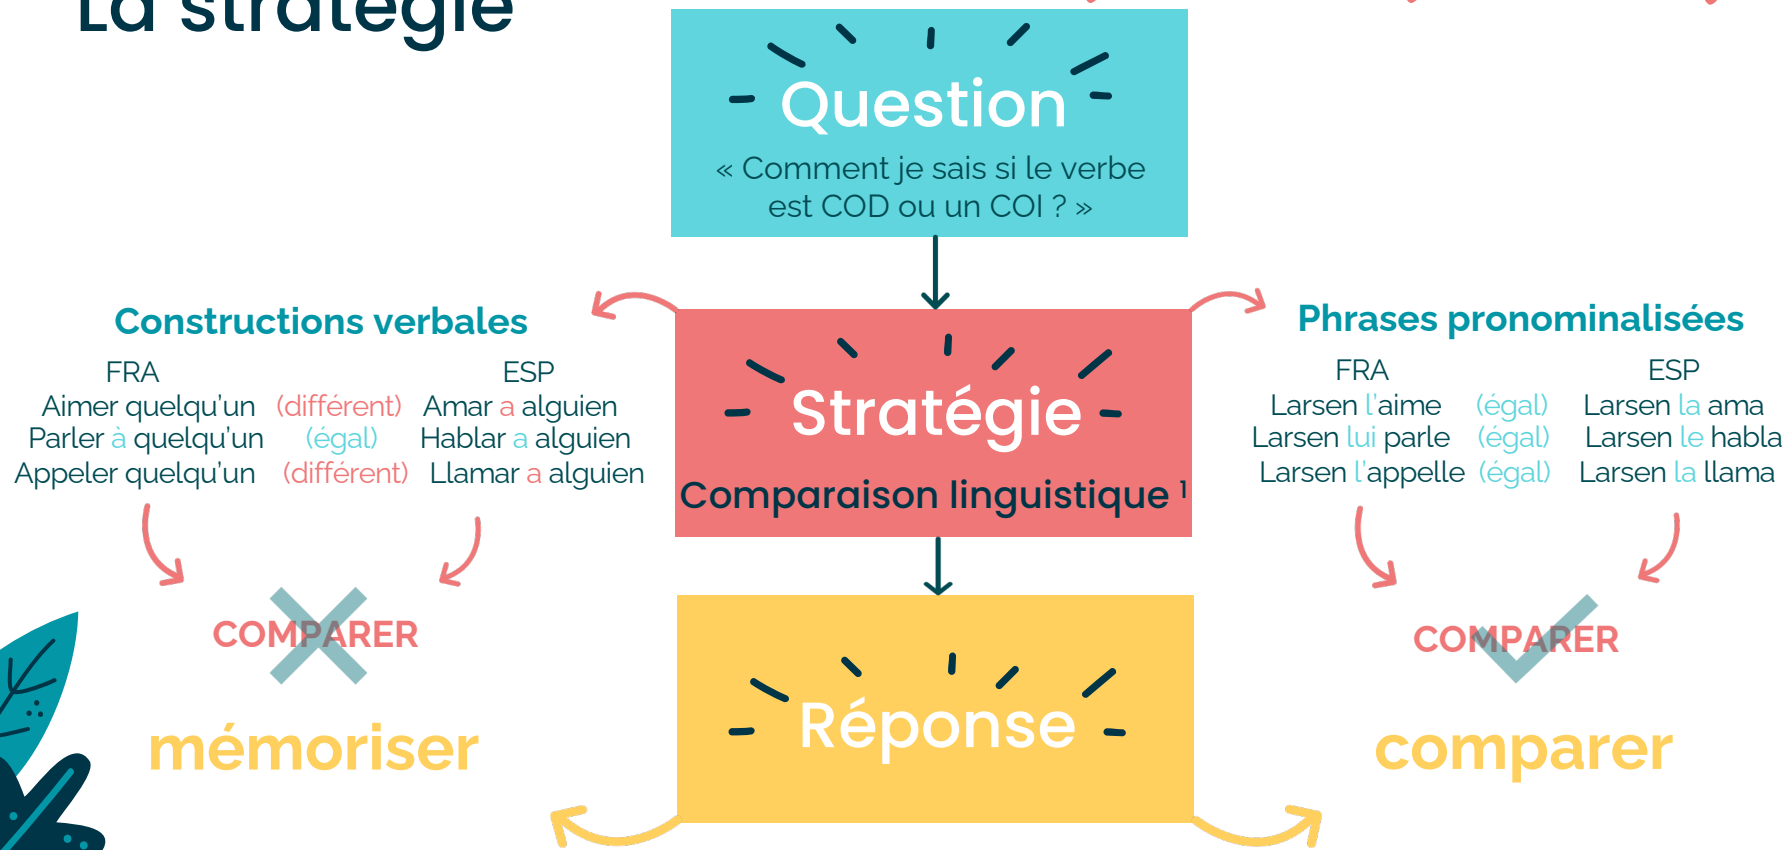 La stratégie
Question
« Comment je sais si le verbe
est COD ou un COI ? »
Constructions verbales
FRA ESP
Aimer quelqu'un (différent) Amar a alguien
Parler à quelqu'un (égal) Hablar a alguien
Appeler quelqu'un (différent) Llamar a alguien
COMPARER
mémoriser
Stratégie
Comparaison linguistique ¹
Phrases pronominalisées
FRA ESP
Larsen l'aime (égal) Larsen la ama
Larsen lui parle (égal) Larsen le habla
Larsen l'appelle (égal) Larsen la llama
COMPARER
comparer
Réponse